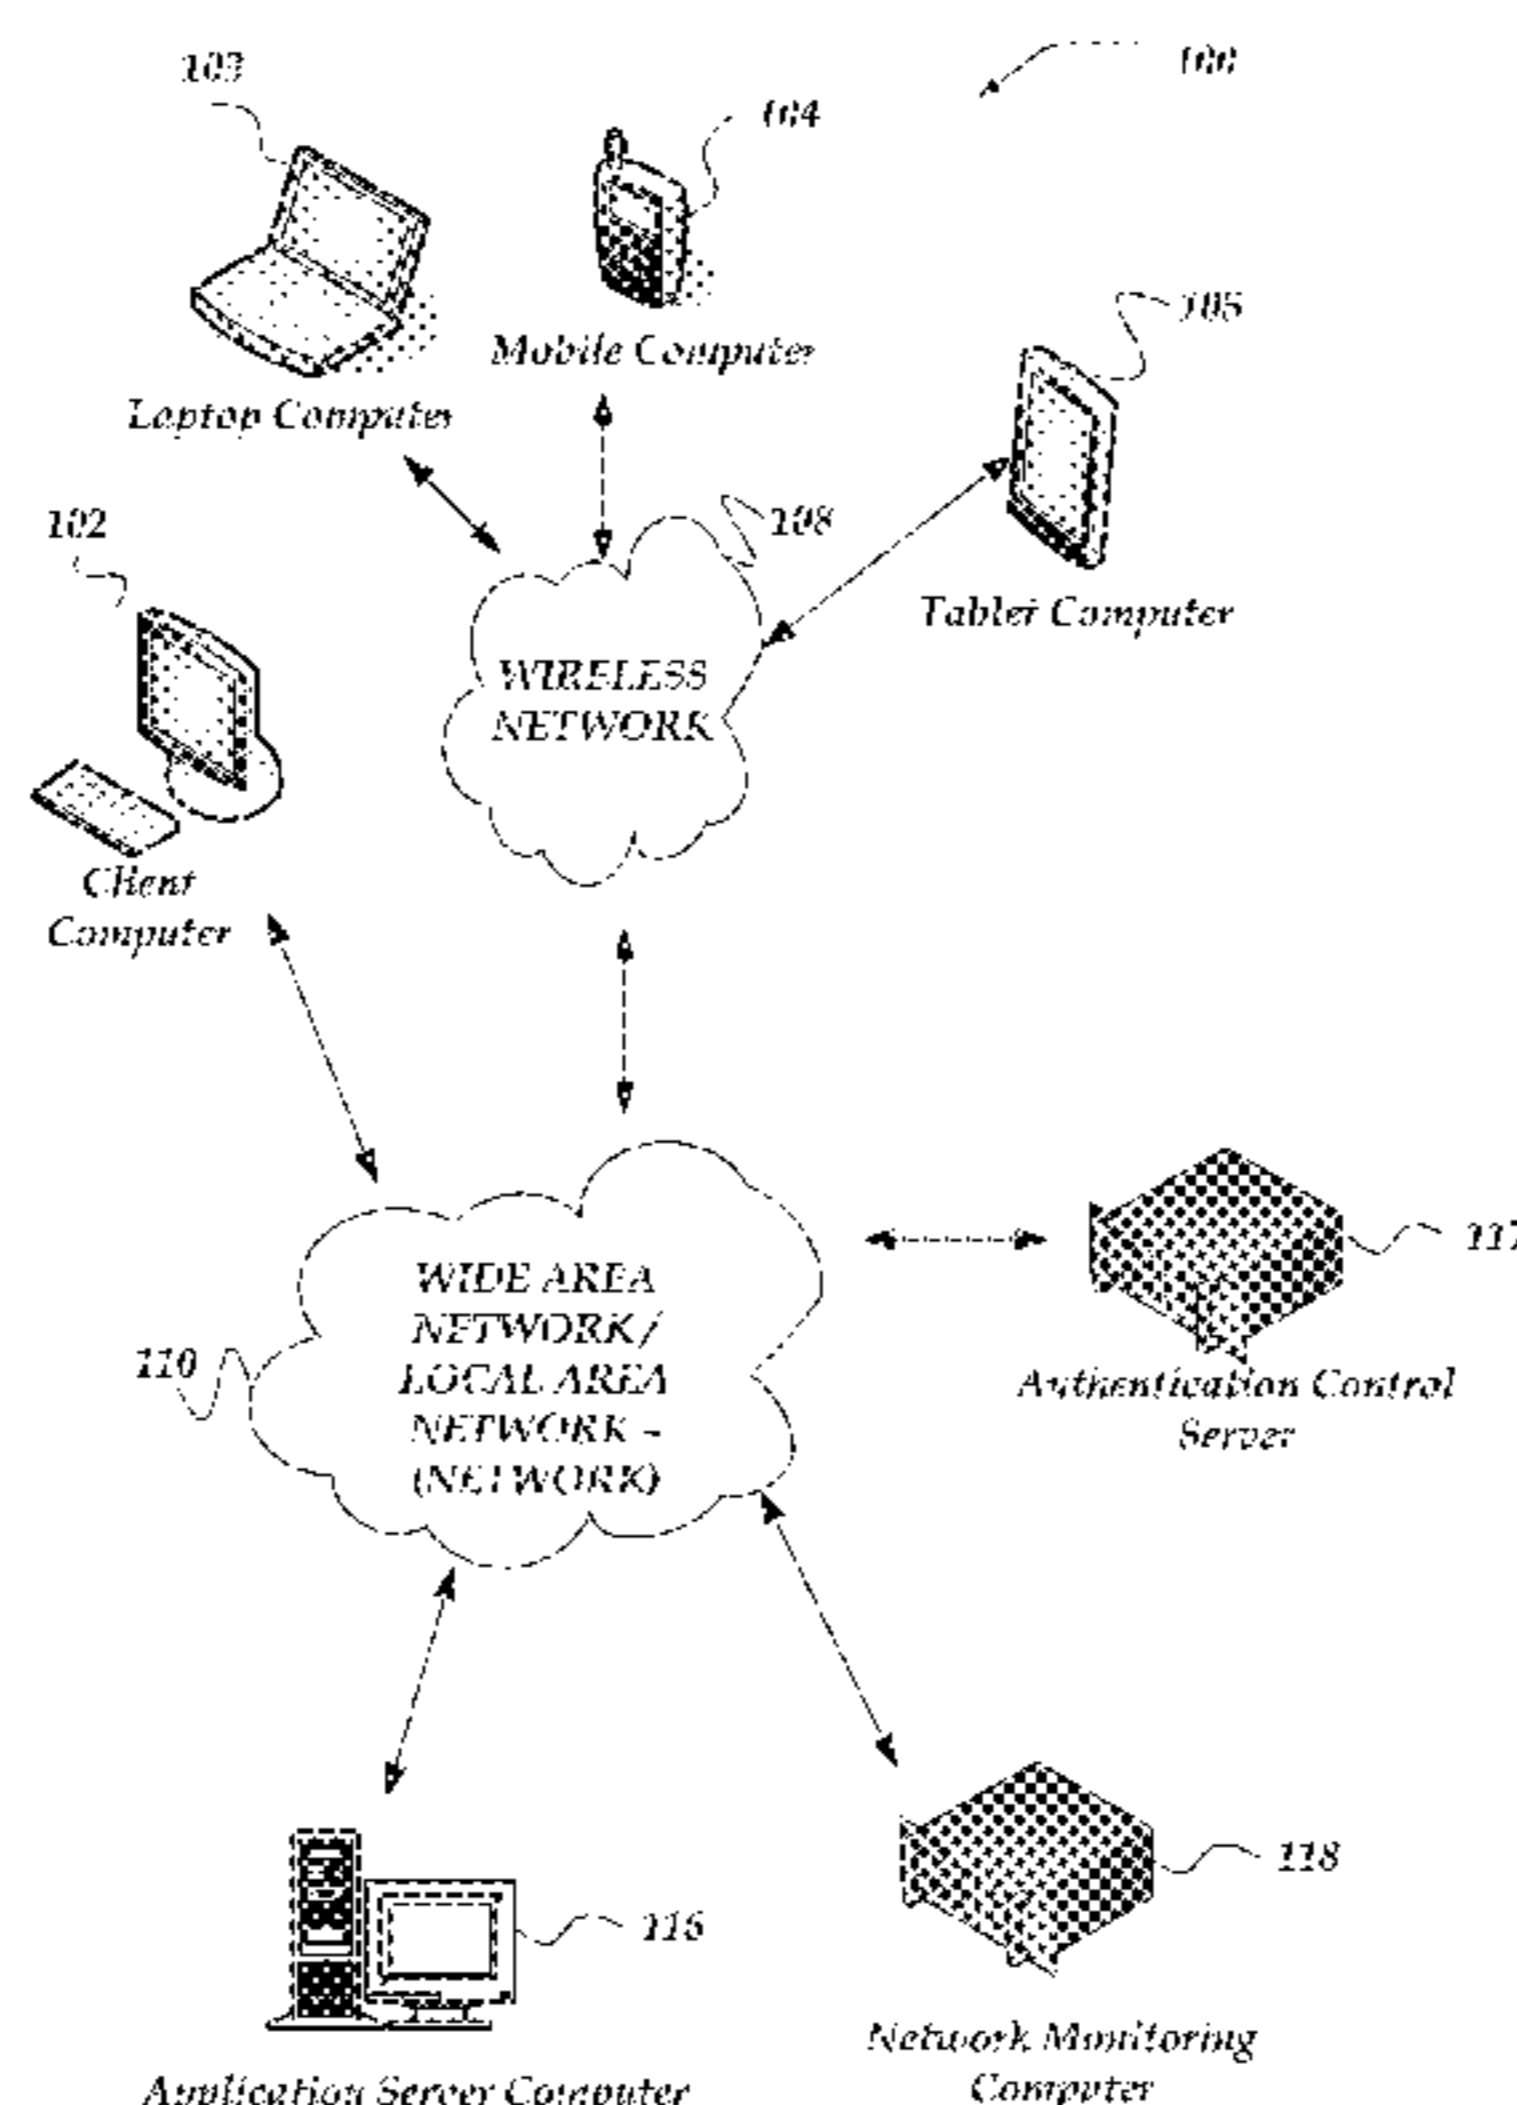 103
100
104
105
Mobile Computer
Laptop Computer
102
108
Tablet Computer
WIRELESS
NETWORK
Client
Computer
117
WIDE AREA
NETWORK/
LOCAL AREA
NETWORK –
(NETWORK)
110
Authentication Control
Server
118
116
Network Monitoring
Computer
Application Server Computer